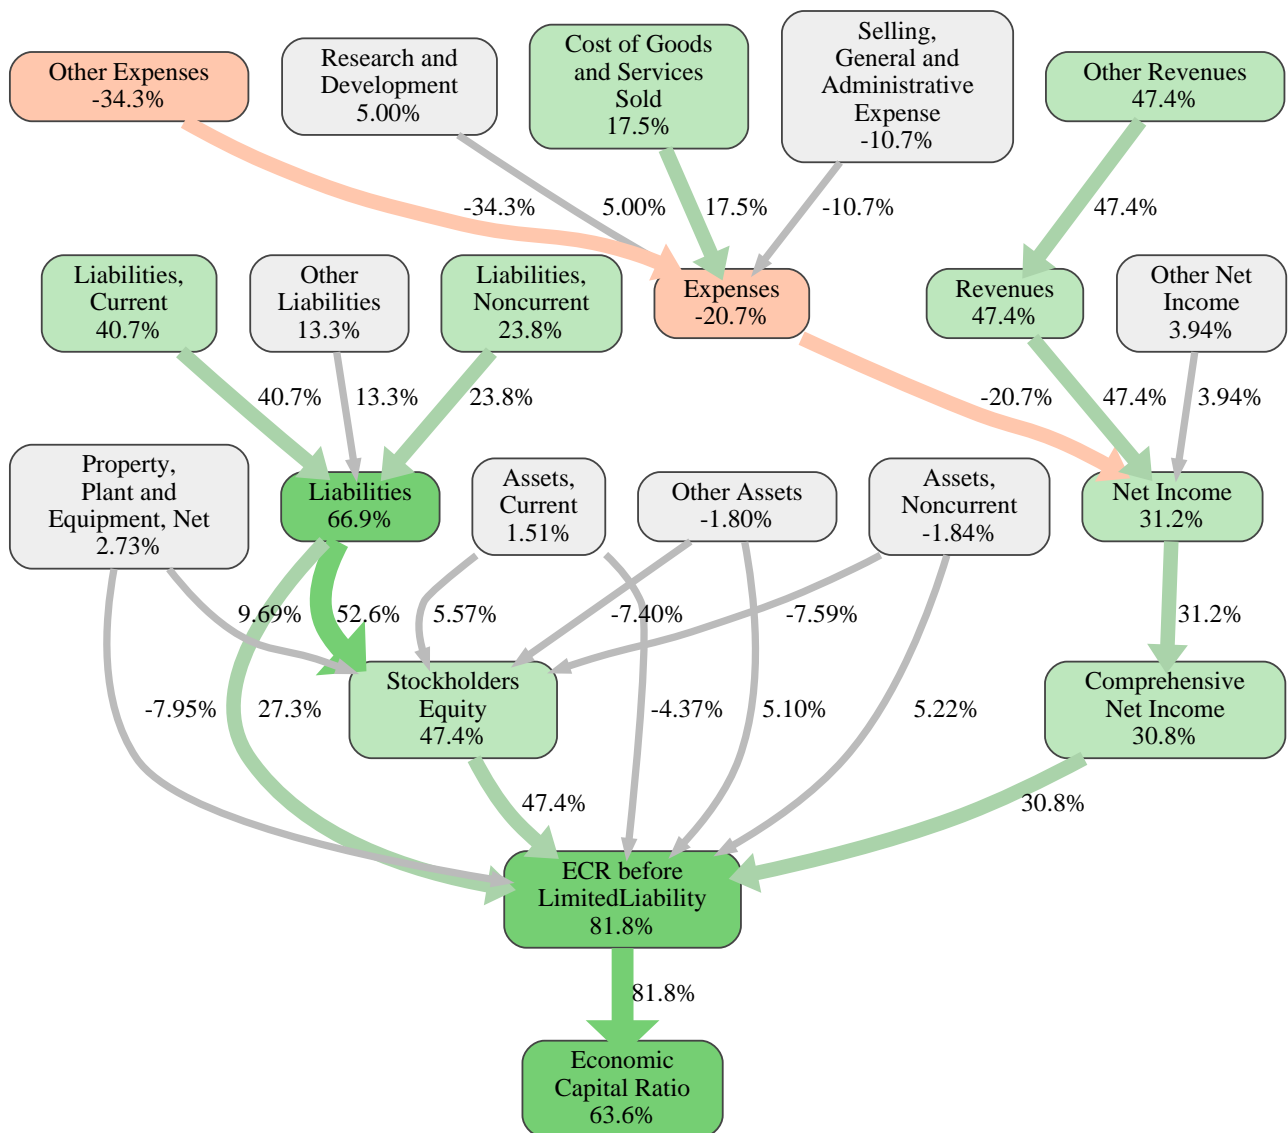 Other Expenses
-34.3%
Research and
Development
5.00%
Cost of Goods
and Services
Sold
17.5%
Selling,
General and
Administrative
Expense
-10.7%
Other Revenues
47.4%
-34.3%
5.00%
17.5%
-10.7%
47.4%
Liabilities,
Current
40.7%
Other
Liabilities
13.3%
Liabilities,
Noncurrent
23.8%
Expenses
-20.7%
Revenues
47.4%
Other Net
Income
3.94%
40.7%
13.3%
23.8%
-20.7%
47.4%
3.94%
Property,
Plant and
Equipment, Net
2.73%
Liabilities
66.9%
Assets,
Current
1.51%
Other Assets
-1.80%
Assets,
Noncurrent
-1.84%
Net Income
31.2%
9.69%
52.6%
5.57%
-7.40%
-7.59%
31.2%
-7.95%
27.3%
Stockholders
Equity
47.4%
-4.37%
5.10%
5.22%
Comprehensive
Net Income
30.8%
47.4%
30.8%
ECR before
LimitedLiability
81.8%
81.8%
Economic
Capital Ratio
63.6%